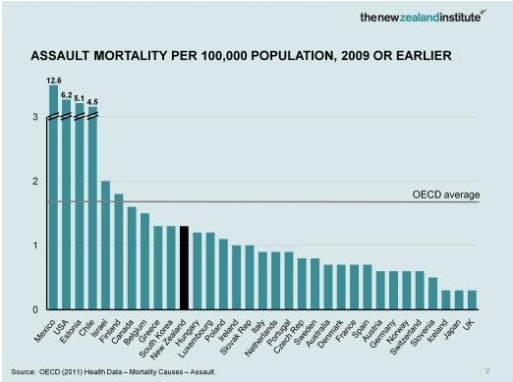 thenewzealandinstitute
ASSAULT MORTALITY PER 100,000 POPULATION, 2009 OR EARLIER
12.6
6.2
5.1
4.5
3
2
OECD average
1
0
Mexico
USA
Estonia
Chile
Israel
Finland
Canada
Belgium
Greece
South Korea
New Zealand
Hungary
Luxembourg
Poland
Ireland
Slovak Rep
Italy
Netherlands
Portugal
Czech Rep
Sweden
Australia
Denmark
France
Spain
Austria
Germany
Norway
Switzerland
Slovenia
Iceland
Japan
UK
Source: OECD (2011) Health Data – Mortality Causes – Assault.
2